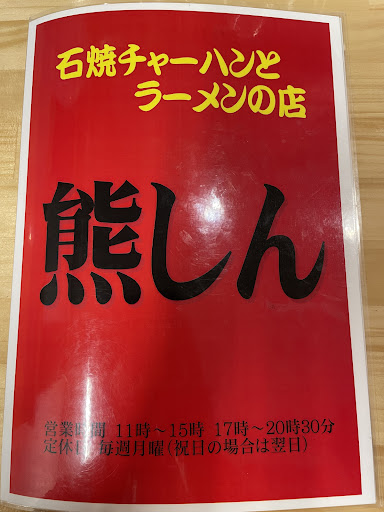 石焼チャーハンと
ラーメンの店
熊しん
営業時間 11時～15時 17時～20時30分
定休日 毎週月曜(祝日の場合は翌日)